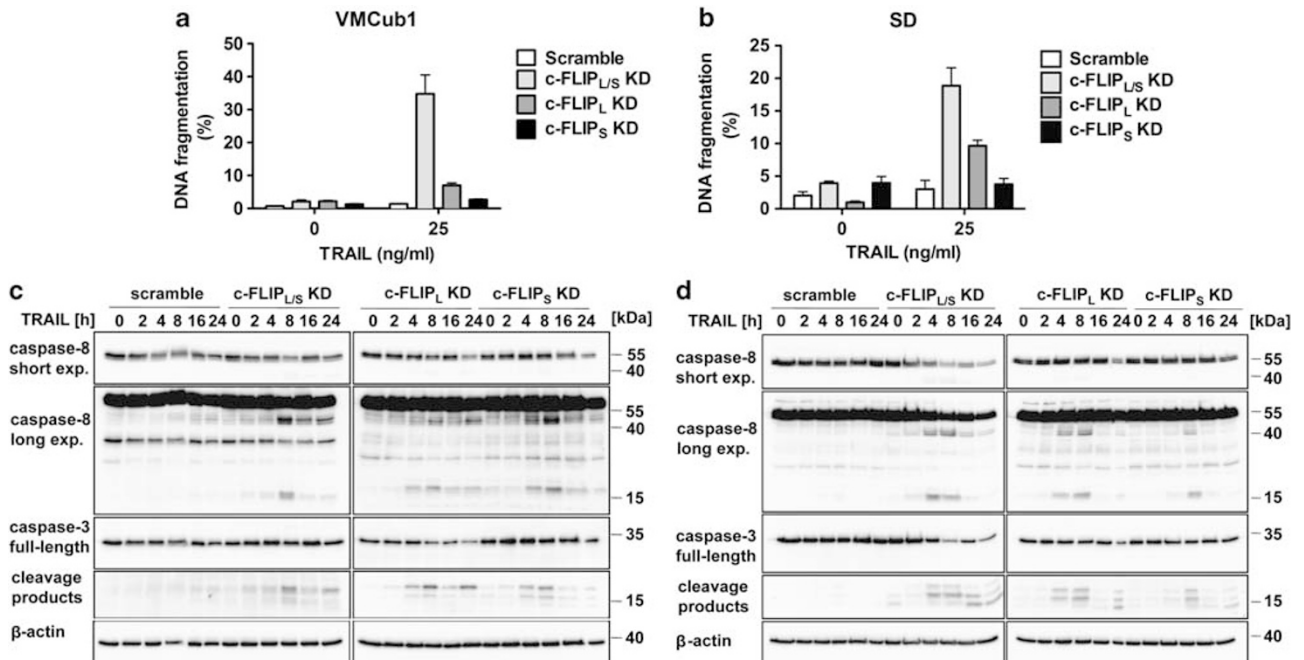 a
VMCub1
DNA fragmentation
(%)
50
40
30
20
10
0
0 25
TRAIL (ng/ml)
Scramble
c-FLIPL/S KD
c-FLIPL KD
c-FLIPS KD
b
SD
DNA fragmentation
(%)
25
20
15
10
5
0
0 25
TRAIL (ng/ml)
Scramble
c-FLIPL/S KD
c-FLIPL KD
c-FLIPS KD
c
scramble c-FLIPL/S KD c-FLIPL KD c-FLIPS KD
TRAIL [h] 0 2 4 8 16 24 0 2 4 8 16 24 0 2 4 8 16 24 0 2 4 8 16 24 [kDa]
caspase-8
short exp.
55
40
caspase-8
long exp.
55
40
15
caspase-3
full-length
35
cleavage
products
15
β-actin
40
d
scramble c-FLIPL/S KD c-FLIPL KD c-FLIPS KD
TRAIL [h] 0 2 4 8 16 24 0 2 4 8 16 24 0 2 4 8 16 24 0 2 4 8 16 24 [kDa]
caspase-8
short exp.
55
40
caspase-8
long exp.
55
40
15
caspase-3
full-length
35
cleavage
products
15
β-actin
40